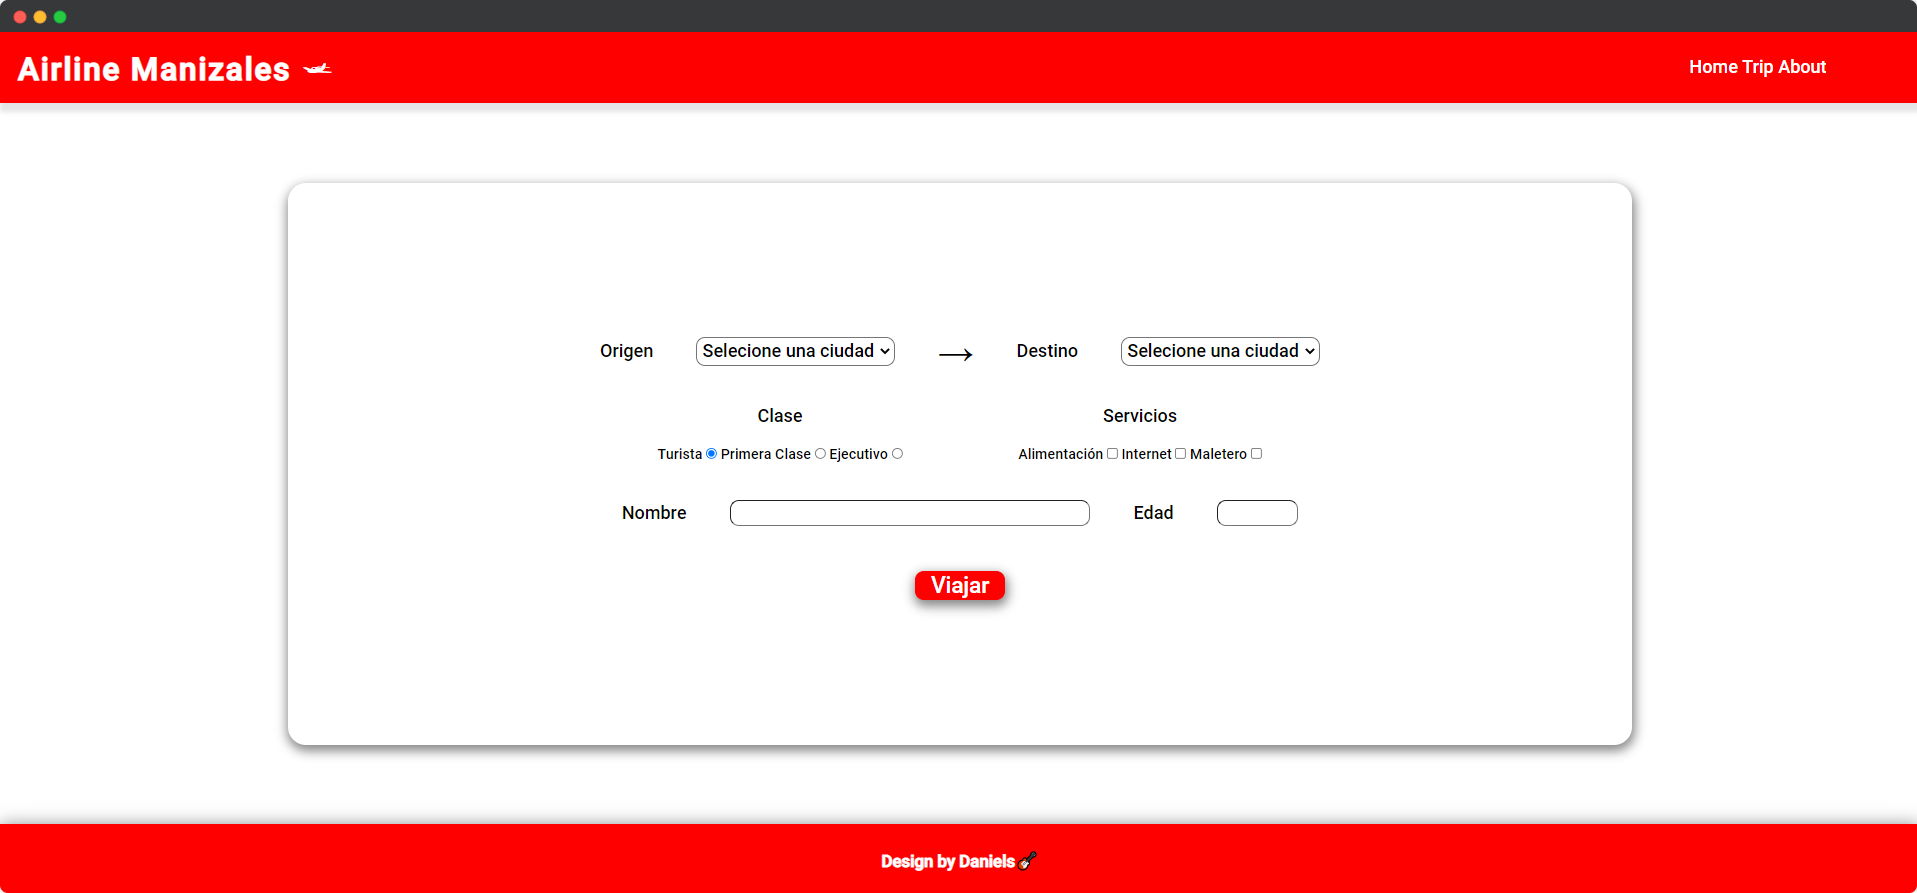 Airline Manizales
Home Trip About
Origen Selecione una ciudad → Destino Selecione una ciudad
Clase Servicios
Turista Primera Clase Ejecutivo Alimentación Internet Maletero
Nombre Edad
Viajar
Design by Daniels